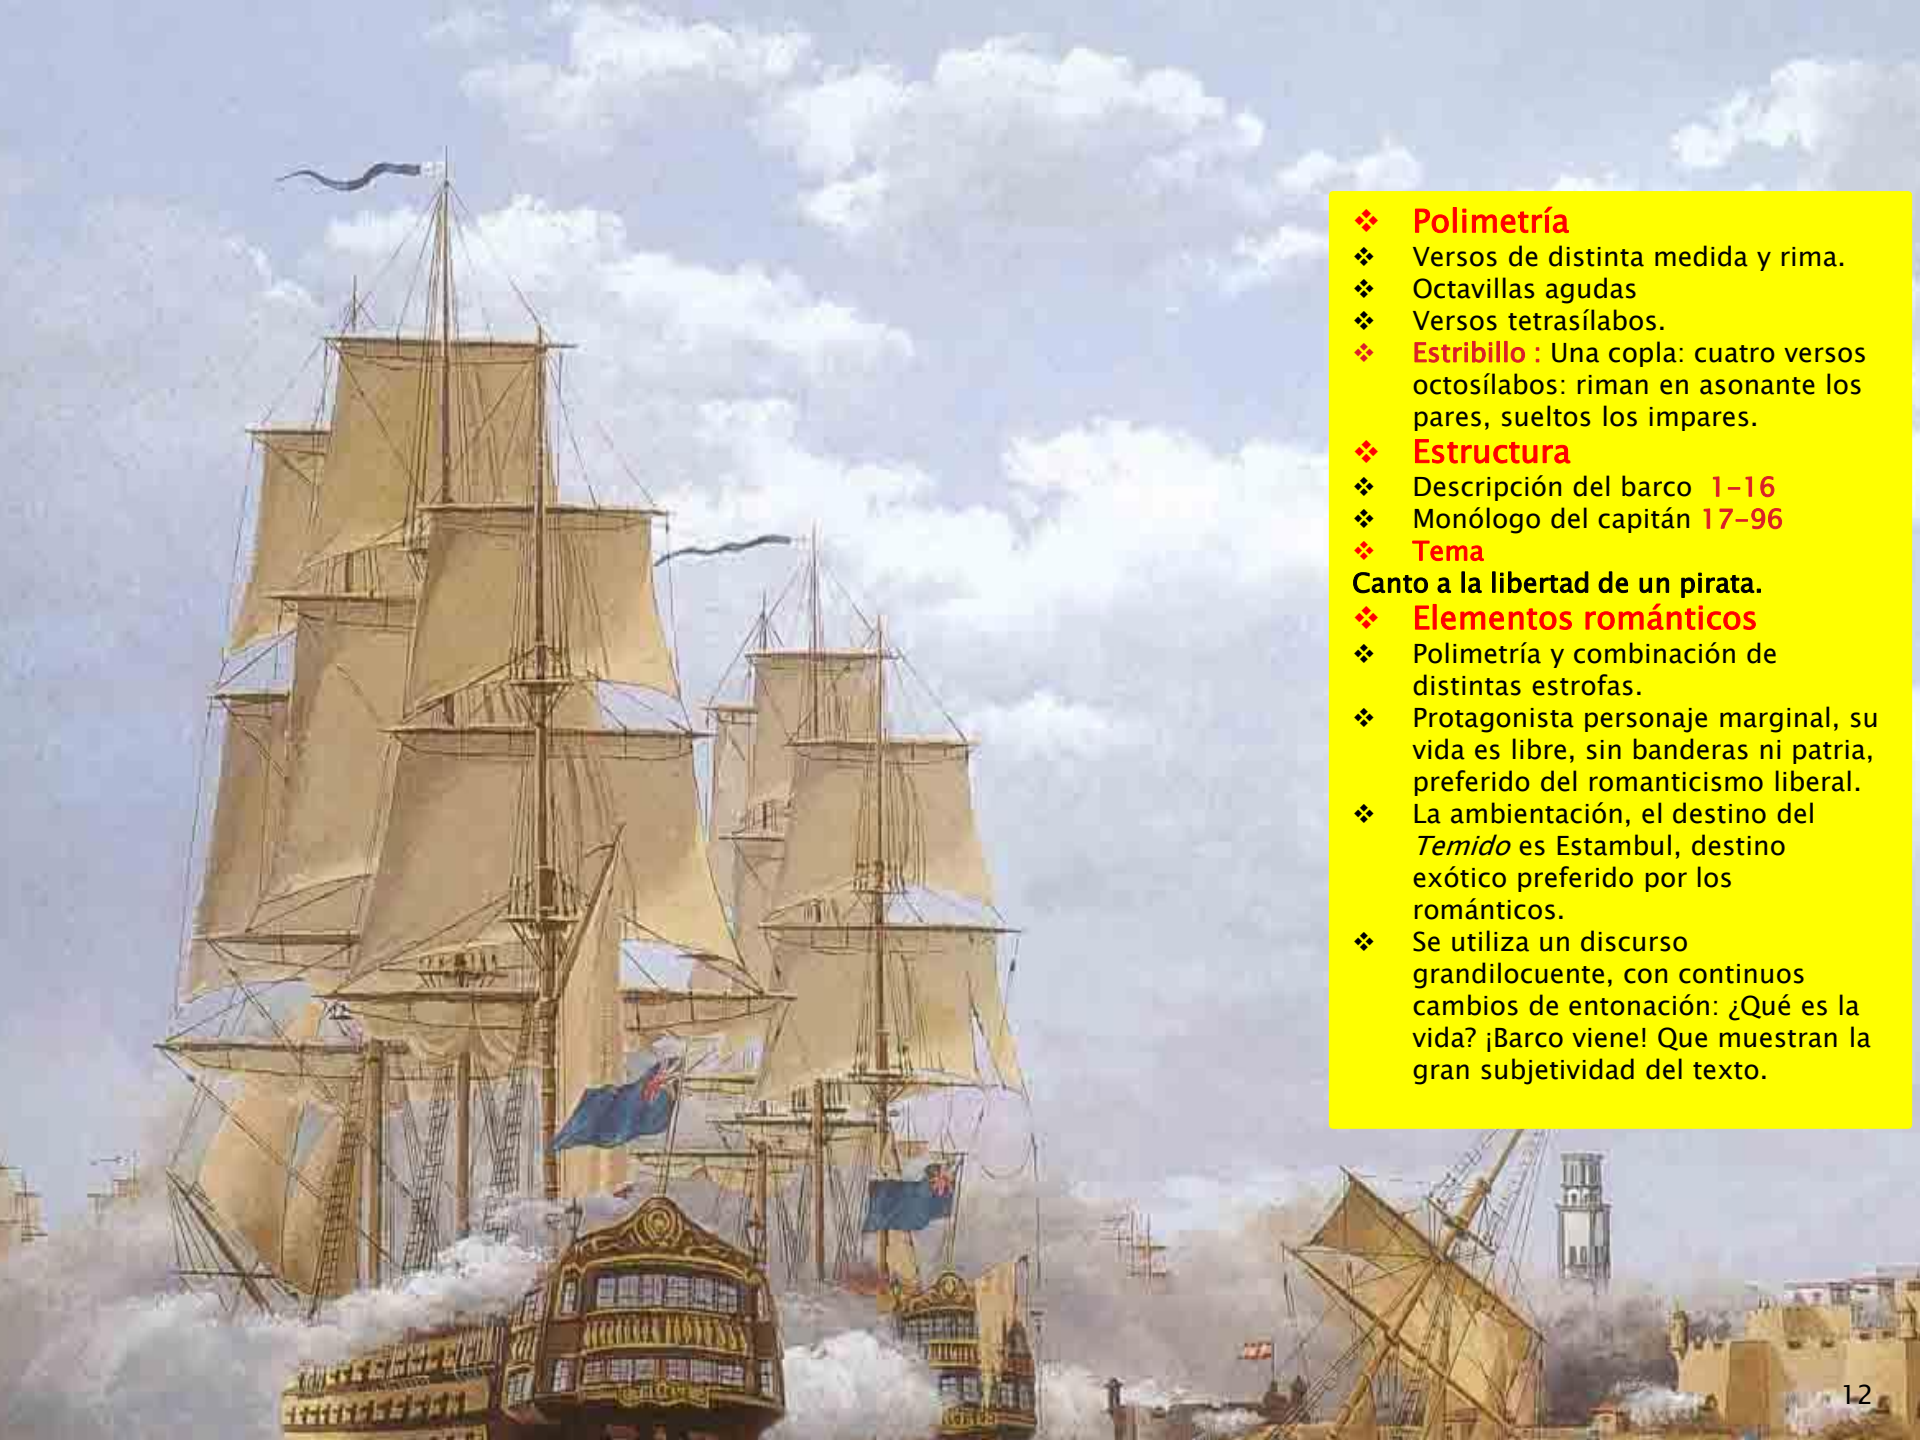 ❖ Polimetría
❖ Versos de distinta medida y rima.
❖ Octavillas agudas
❖ Versos tetrasílabos.
❖ Estribillo : Una copla: cuatro versos
octosílabos: riman en asonante los
pares, sueltos los impares.
❖ Estructura
❖ Descripción del barco 1-16
❖ Monólogo del capitán 17-96
❖ Tema
Canto a la libertad de un pirata.
❖ Elementos románticos
❖ Polimetría y combinación de
distintas estrofas.
❖ Protagonista personaje marginal, su
vida es libre, sin banderas ni patria,
preferido del romanticismo liberal.
❖ La ambientación, el destino del
Temido es Estambul, destino
exótico preferido por los
románticos.
❖ Se utiliza un discurso
grandilocuente, con continuos
cambios de entonación: ¿Qué es la
vida? ¡Barco viene! Que muestran la
gran subjetividad del texto.
12